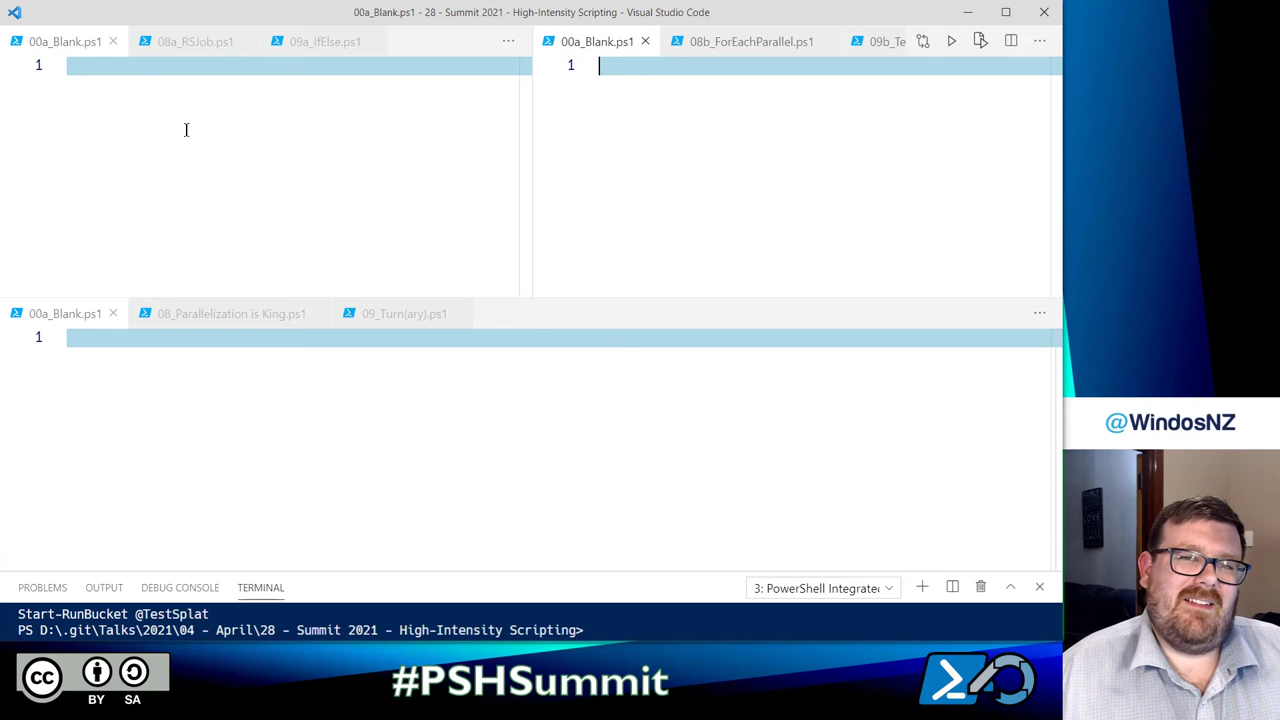 00a_Blank.ps1 - 28 - Summit 2021 - High-Intensity Scripting - Visual Studio Code
00a_Blank.ps1 08a_RSJob.ps1 09a_IfElse.ps1
00a_Blank.ps1 08b_ForEachParallel.ps1 09b_Te
1
1
00a_Blank.ps1 08_Parallelization is King.ps1 09_Turn(ary).ps1
1
@WindosNZ
PROBLEMS OUTPUT DEBUG CONSOLE TERMINAL
3: PowerShell Integrated
Start-RunBucket @TestSplat
PS D:\.git\Talks\2021\04 - April\28 - Summit 2021 - High-Intensity Scripting>
cc
BY SA
#PSHSummit